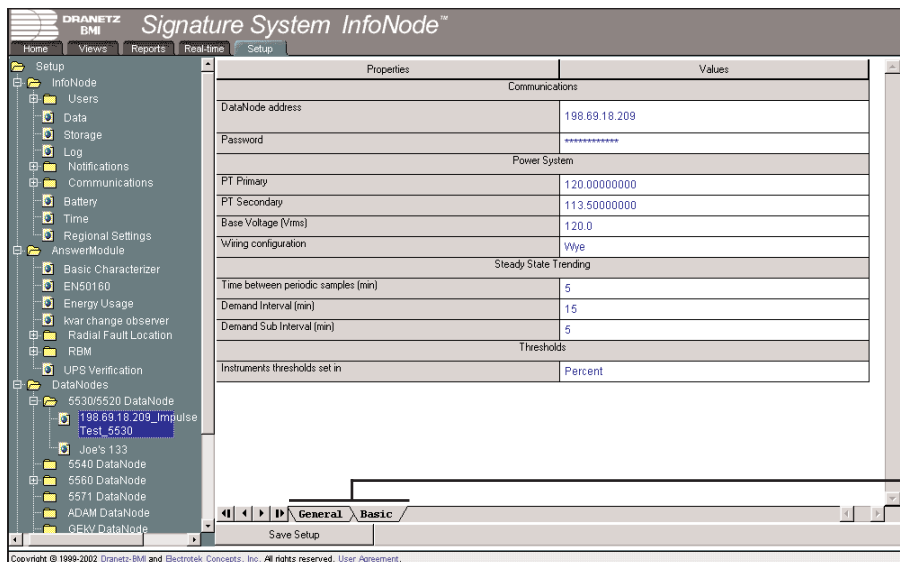 DRANETZ
BMI
Signature System InfoNode™
Home Views Reports Real-time Setup
Setup
InfoNode
Users
Data
Storage
Log
Notifications
Communications
Battery
Time
Regional Settings
AnswerModule
Basic Characterizer
EN50160
Energy Usage
kvar change observer
Radial Fault Location
RBM
UPS Verification
DataNodes
5530/5520 DataNode
198.69.18.209_Impulse
Test_5530
Joe's 133
5540 DataNode
5560 DataNode
5571 DataNode
ADAM DataNode
GEkV DataNode
Properties Values
Communications
DataNode address 198.69.18.209
Password ************
Power System
PT Primary 120.00000000
PT Secondary 113.50000000
Base Voltage (Vrms) 120.0
Wiring configuration Wye
Steady State Trending
Time between periodic samples (min) 5
Demand Interval (min) 15
Demand Sub Interval (min) 5
Thresholds
Instruments thresholds set in Percent
General Basic
Save Setup
Copyright © 1999-2002 Dranetz-BMI and Electrotek Concepts, Inc. All rights reserved. User Agreement.